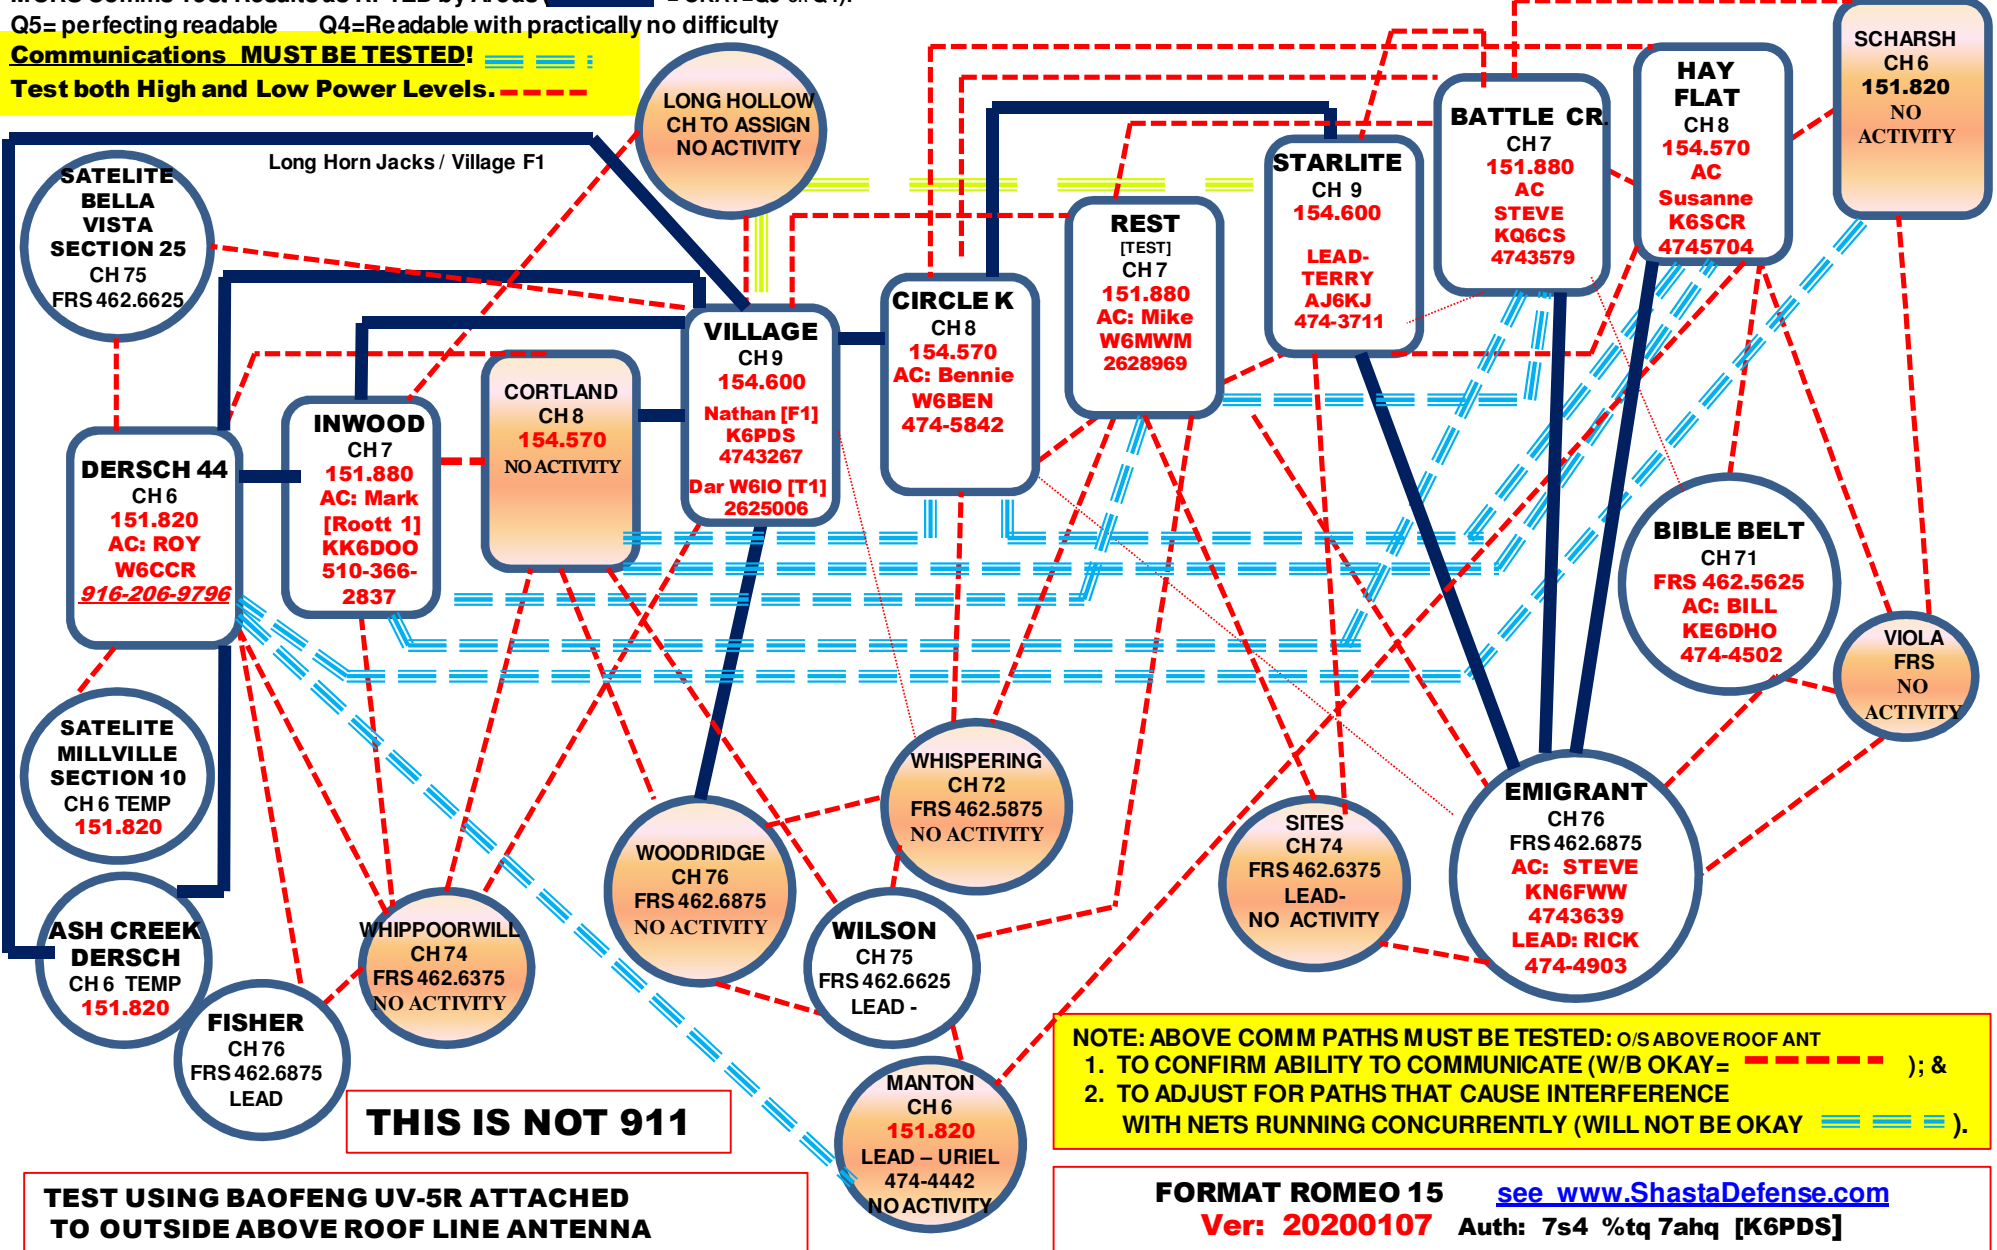 Q5= perfecting readable Q4=Readable with practically no difficulty
Communications MUST BE TESTED!
Test both High and Low Power Levels.
Long Horn Jacks / Village F1
SATELITE
BELLA
VISTA
SECTION 25
CH 75
FRS 462.6625
LONG HOLLOW
CH TO ASSIGN
NO ACTIVITY
SCHARSH
CH 6
151.820
NO
ACTIVITY
HAY
FLAT
CH 8
154.570
AC
Susanne
K6SCR
4745704
BATTLE CR.
CH 7
151.880
AC
STEVE
KQ6CS
4743579
STARLITE
CH 9
154.600
LEAD-
TERRY
AJ6KJ
474-3711
REST
[TEST]
CH 7
151.880
AC: Mike
W6MWM
2628969
CIRCLE K
CH 8
154.570
AC: Bennie
W6BEN
474-5842
VILLAGE
CH 9
154.600
Nathan [F1]
K6PDS
4743267
Dar W6IO [T1]
2625006
CORTLAND
CH 8
154.570
NO ACTIVITY
INWOOD
CH 7
151.880
AC: Mark
[Roott 1]
KK6DOO
510-366-
2837
DERSCH 44
CH 6
151.820
AC: ROY
W6CCR
916-206-9796
BIBLE BELT
CH 71
FRS 462.5625
AC: BILL
KE6DHO
474-4502
VIOLA
FRS
NO
ACTIVITY
SATELITE
MILLVILLE
SECTION 10
CH 6 TEMP
151.820
WHISPERING
CH 72
FRS 462.5875
NO ACTIVITY
EMIGRANT
CH 76
FRS 462.6875
AC: STEVE
KN6FWW
4743639
LEAD: RICK
474-4903
SITES
CH 74
FRS 462.6375
LEAD-
NO ACTIVITY
WOODRIDGE
CH 76
FRS 462.6875
NO ACTIVITY
WILSON
CH 75
FRS 462.6625
LEAD -
WHIPPOORWILL
CH 74
FRS 462.6375
NO ACTIVITY
ASH CREEK
DERSCH
CH 6 TEMP
151.820
FISHER
CH 76
FRS 462.6875
LEAD
MANTON
CH 6
151.820
LEAD – URIEL
474-4442
NO ACTIVITY
THIS IS NOT 911
NOTE: ABOVE COMM PATHS MUST BE TESTED: O/S ABOVE ROOF ANT
1. TO CONFIRM ABILITY TO COMMUNICATE (W/B OKAY= ); &
2. TO ADJUST FOR PATHS THAT CAUSE INTERFERENCE
WITH NETS RUNNING CONCURRENTLY (WILL NOT BE OKAY ).
TEST USING BAOFENG UV-5R ATTACHED
TO OUTSIDE ABOVE ROOF LINE ANTENNA
FORMAT ROMEO 15 see www.ShastaDefense.com
Ver: 20200107 Auth: 7s4 %tq 7ahq [K6PDS]